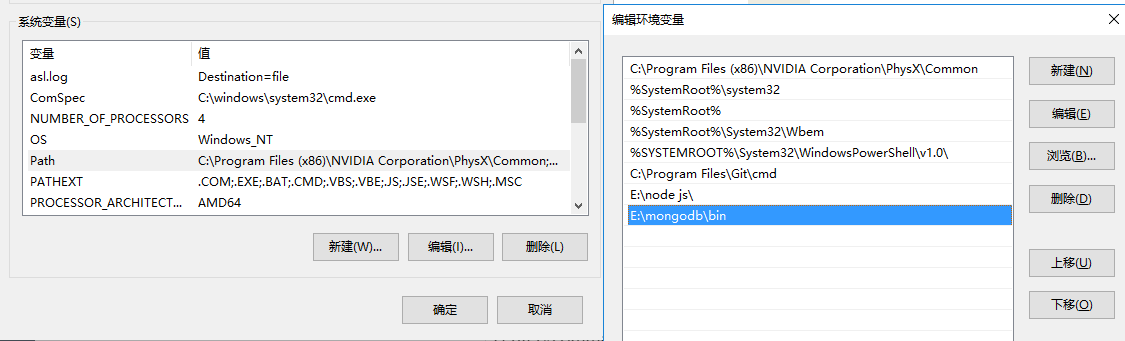 系统变量(S)
变量 值
asl.log Destination=file
ComSpec C:\windows\system32\cmd.exe
NUMBER_OF_PROCESSORS 4
OS Windows_NT
Path C:\Program Files (x86)\NVIDIA Corporation\PhysX\Common;...
PATHEXT .COM;.EXE;.BAT;.CMD;.VBS;.VBE;.JS;.JSE;.WSF;.WSH;.MSC
PROCESSOR_ARCHITECT... AMD64
新建(W)... 编辑(I)... 删除(L)
确定 取消
编辑环境变量
C:\Program Files (x86)\NVIDIA Corporation\PhysX\Common
%SystemRoot%\system32
%SystemRoot%
%SystemRoot%\System32\Wbem
%SYSTEMROOT%\System32\WindowsPowerShell\v1.0\
C:\Program Files\Git\cmd
E:\node js\
E:\mongodb\bin
新建(N)
编辑(E)
浏览(B)...
删除(D)
上移(U)
下移(O)